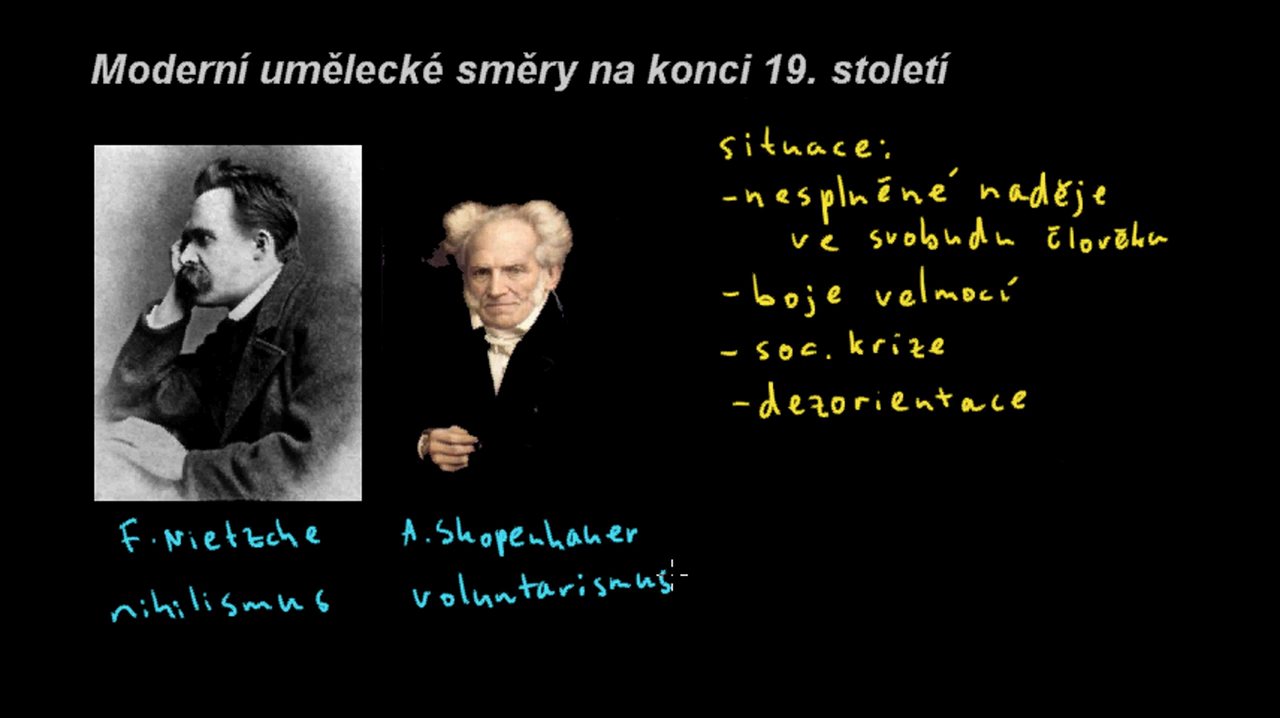 Moderní umělecké směry na konci 19. století
situace:
-nesplněné naděje
ve svobodu člověku
-boje velmocí
- soc. krize
-dezorientace
F. Nietzche
A. Shopenhauer
nihilismus
voluntarismus